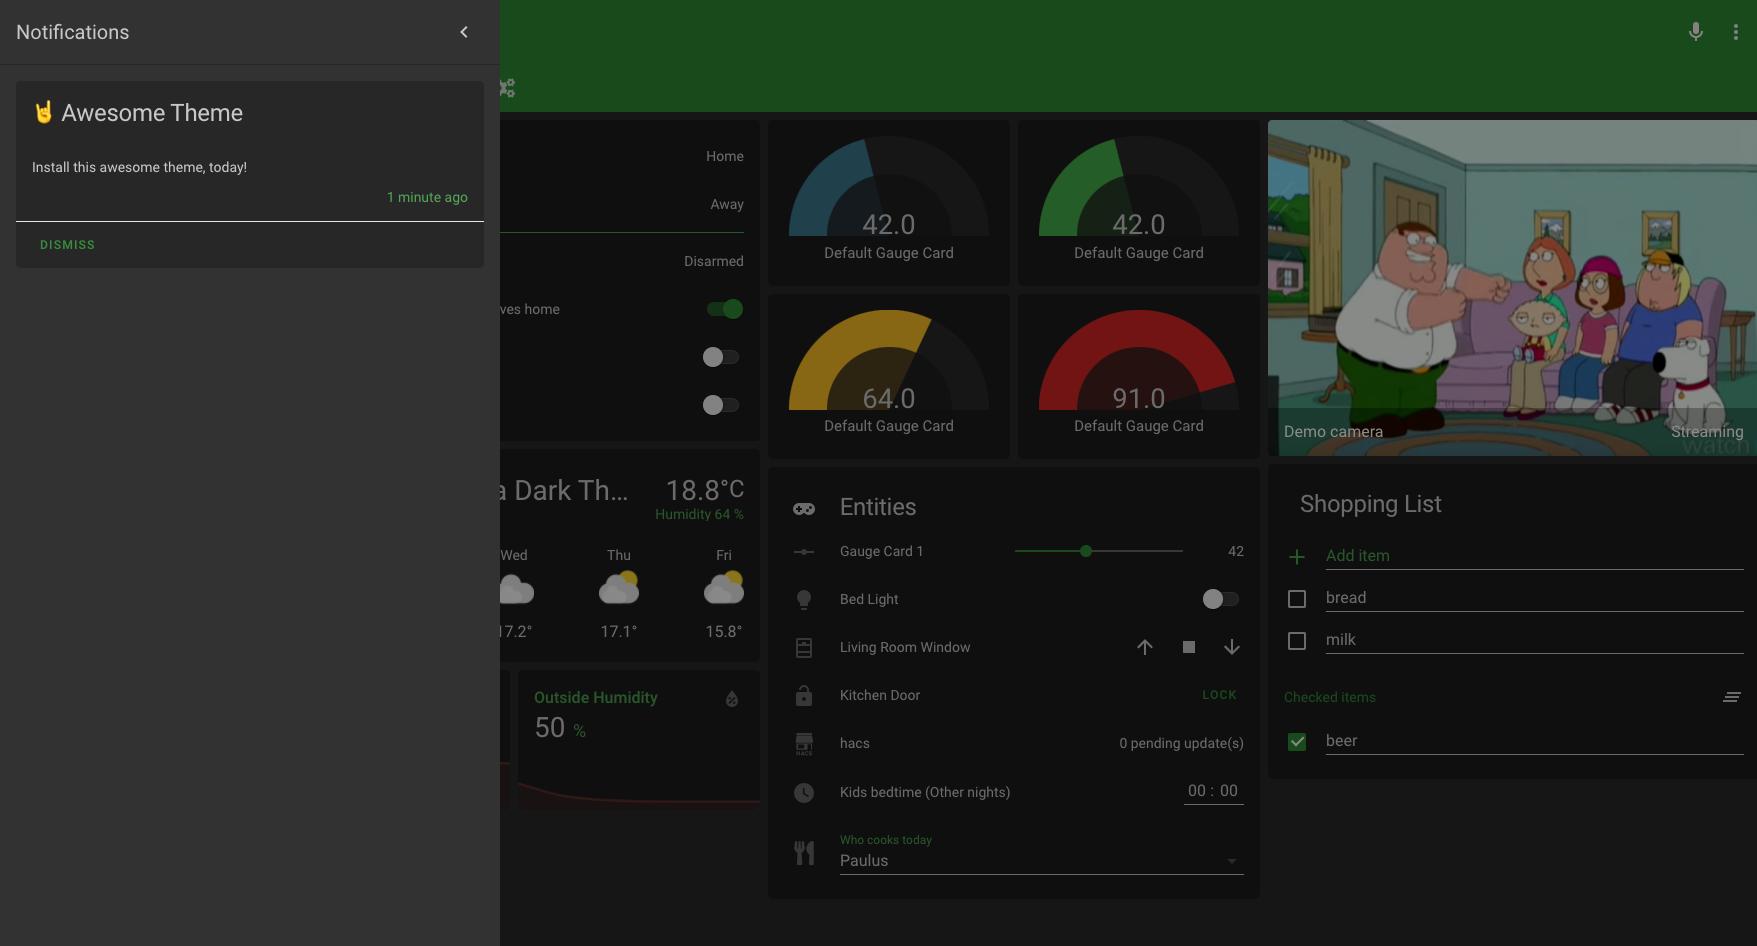 Notifications
🤘 Awesome Theme
Install this awesome theme, today!
1 minute ago
DISMISS
Home
Away
Disarmed
ves home
a Dark Th...
18.8°C
Humidity 64 %
Wed
Thu
Fri
17.2°
17.1°
15.8°
Outside Humidity
50 %
42.0
Default Gauge Card
42.0
Default Gauge Card
64.0
Default Gauge Card
91.0
Default Gauge Card
Entities
Gauge Card 1
42
Bed Light
Living Room Window
Kitchen Door
LOCK
HACS
hacs
0 pending update(s)
Kids bedtime (Other nights)
00 : 00
Who cooks today
Paulus
Demo camera
Streaming
watch
Shopping List
Add item
bread
milk
Checked items
beer